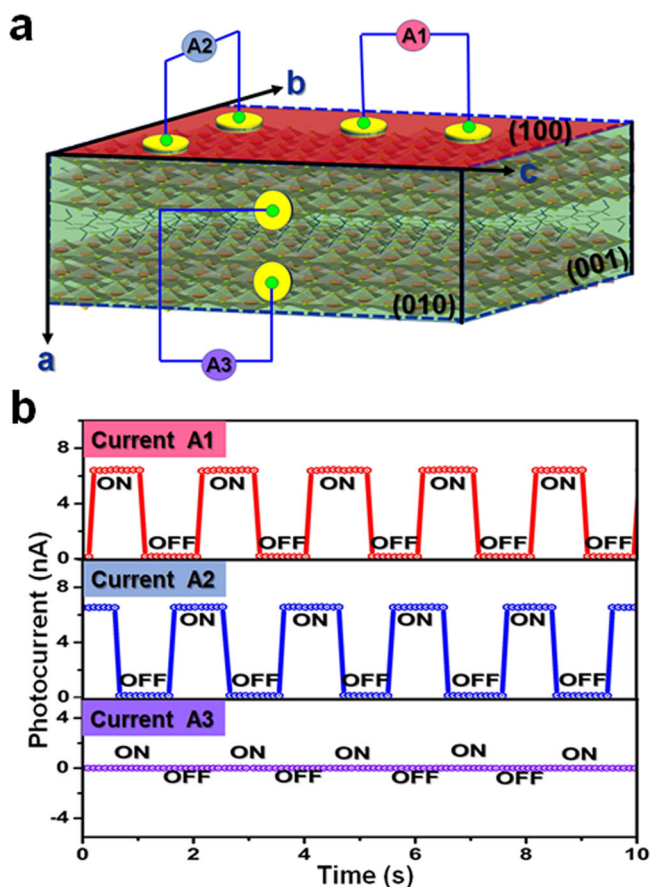 a
A2
A1
b
(100)
c
(001)
(010)
a
A3
b
Current A1
8
ON ON ON ON ON
4
OFF OFF OFF OFF OFF
0
Current A2
8
ON ON ON ON ON
4
OFF OFF OFF OFF OFF
0
Current A3
4
ON ON ON ON ON
0
OFF OFF OFF OFF
-4
Photocurrent (nA)
0 2 4 6 8 10
Time (s)